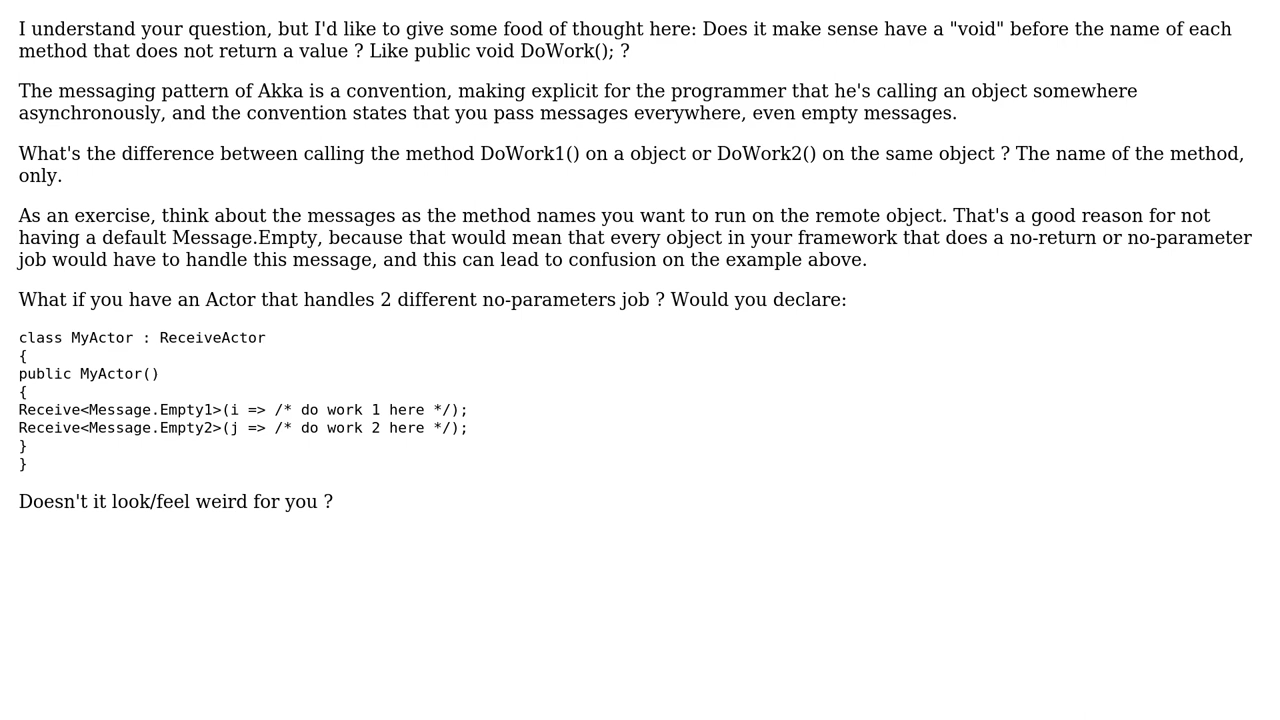 I understand your question, but I'd like to give some food of thought here: Does it make sense have a "void" before the name of each
method that does not return a value ? Like public void DoWork(); ?
The messaging pattern of Akka is a convention, making explicit for the programmer that he's calling an object somewhere
asynchronously, and the convention states that you pass messages everywhere, even empty messages.
What's the difference between calling the method DoWork1() on a object or DoWork2() on the same object ? The name of the method,
only.
As an exercise, think about the messages as the method names you want to run on the remote object. That's a good reason for not
having a default Message.Empty, because that would mean that every object in your framework that does a no-return or no-parameter
job would have to handle this message, and this can lead to confusion on the example above.
What if you have an Actor that handles 2 different no-parameters job ? Would you declare:
class MyActor : ReceiveActor
{
public MyActor()
{
Receive<Message.Empty1>(i => /* do work 1 here */);
Receive<Message.Empty2>(j => /* do work 2 here */);
}
}
Doesn't it look/feel weird for you ?